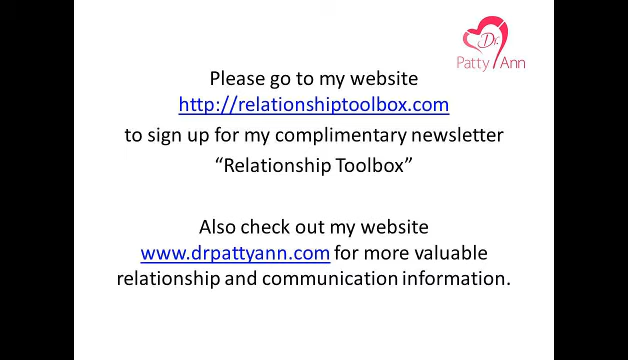 Dr.
Patty Ann
Please go to my website
http://relationshiptoolbox.com
to sign up for my complimentary newsletter
“Relationship Toolbox”
Also check out my website
www.drpattyann.com for more valuable
relationship and communication information.